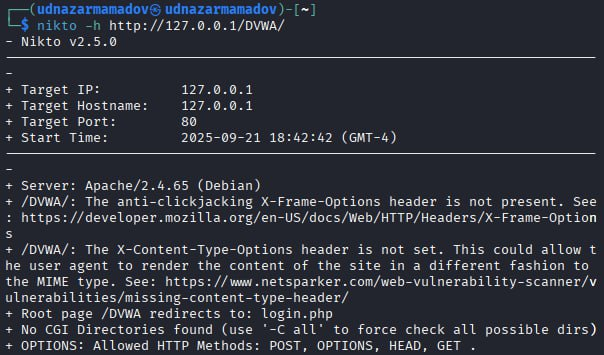 ┌──(udnazarmamadov㉿udnazarmamadov)-[~]
└─$ nikto -h http://127.0.0.1/DVWA/
- Nikto v2.5.0
---------------------------------------------------------------------------
-
+ Target IP:          127.0.0.1
+ Target Hostname:    127.0.0.1
+ Target Port:        80
+ Start Time:         2025-09-21 18:42:42 (GMT-4)
---------------------------------------------------------------------------
-
+ Server: Apache/2.4.65 (Debian)
+ /DVWA/: The anti-clickjacking X-Frame-Options header is not present. See
: https://developer.mozilla.org/en-US/docs/Web/HTTP/Headers/X-Frame-Option
s
+ /DVWA/: The X-Content-Type-Options header is not set. This could allow t
he user agent to render the content of the site in a different fashion to
the MIME type. See: https://www.netsparker.com/web-vulnerability-scanner/v
ulnerabilities/missing-content-type-header/
+ Root page /DVWA redirects to: login.php
+ No CGI Directories found (use '-C all' to force check all possible dirs)
+ OPTIONS: Allowed HTTP Methods: POST, OPTIONS, HEAD, GET .